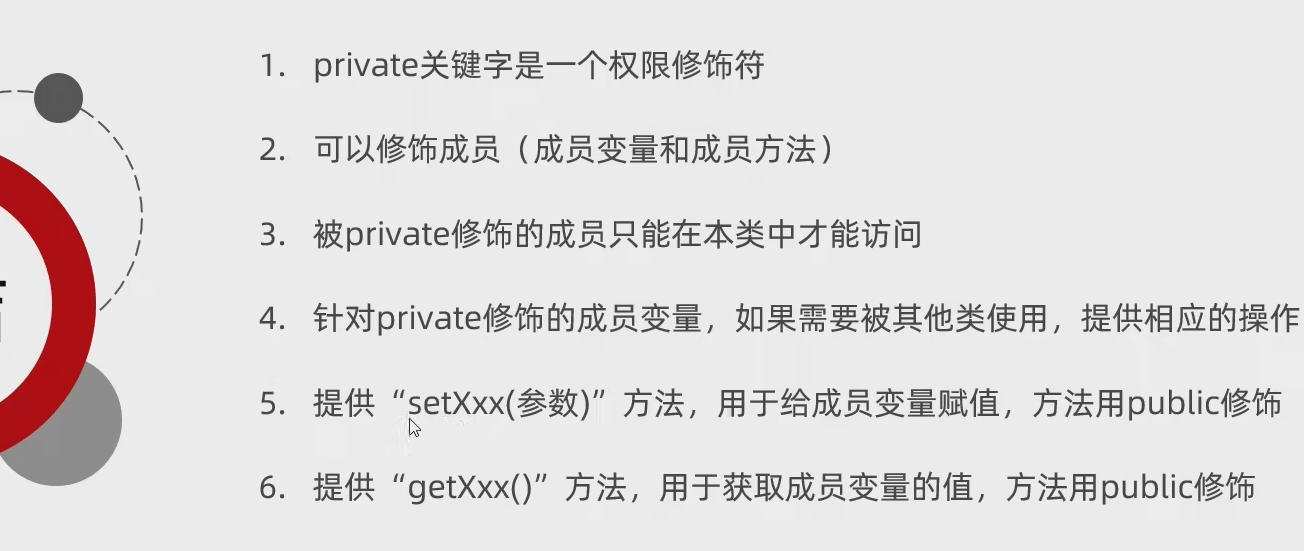 1. private关键字是一个权限修饰符
2. 可以修饰成员（成员变量和成员方法）
3. 被private修饰的成员只能在本类中才能访问
4. 针对private修饰的成员变量，如果需要被其他类使用，提供相应的操作
5. 提供“setXxx(参数)”方法，用于给成员变量赋值，方法用public修饰
6. 提供“getXxx()”方法，用于获取成员变量的值，方法用public修饰